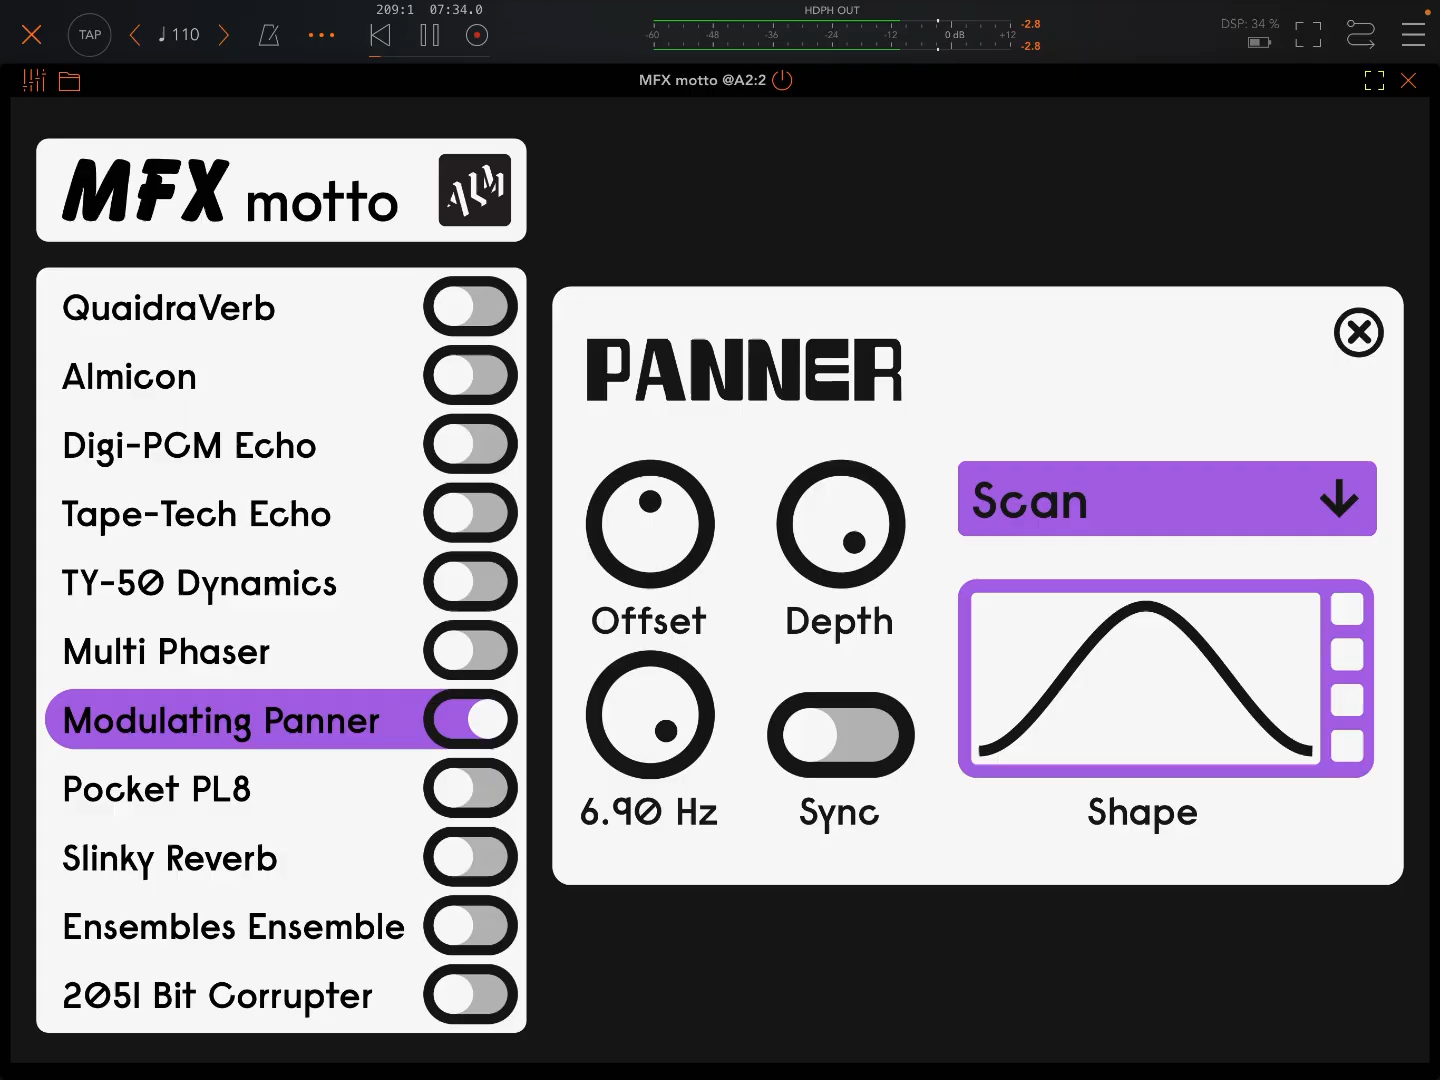 209:1 07:34.0
HDPH OUT
TAP
♩110
-60 -48 -36 -24 -12 0 dB +12
-2.8
-2.8
DSP: 34 %
MFX motto @A2:2
MFX motto
ALM
QuaidraVerb
Almicon
Digi-PCM Echo
Tape-Tech Echo
TY-50 Dynamics
Multi Phaser
Modulating Panner
Pocket PL8
Slinky Reverb
Ensembles Ensemble
2051 Bit Corrupter
PANNER
Scan
Offset
Depth
6.90 Hz
Sync
Shape